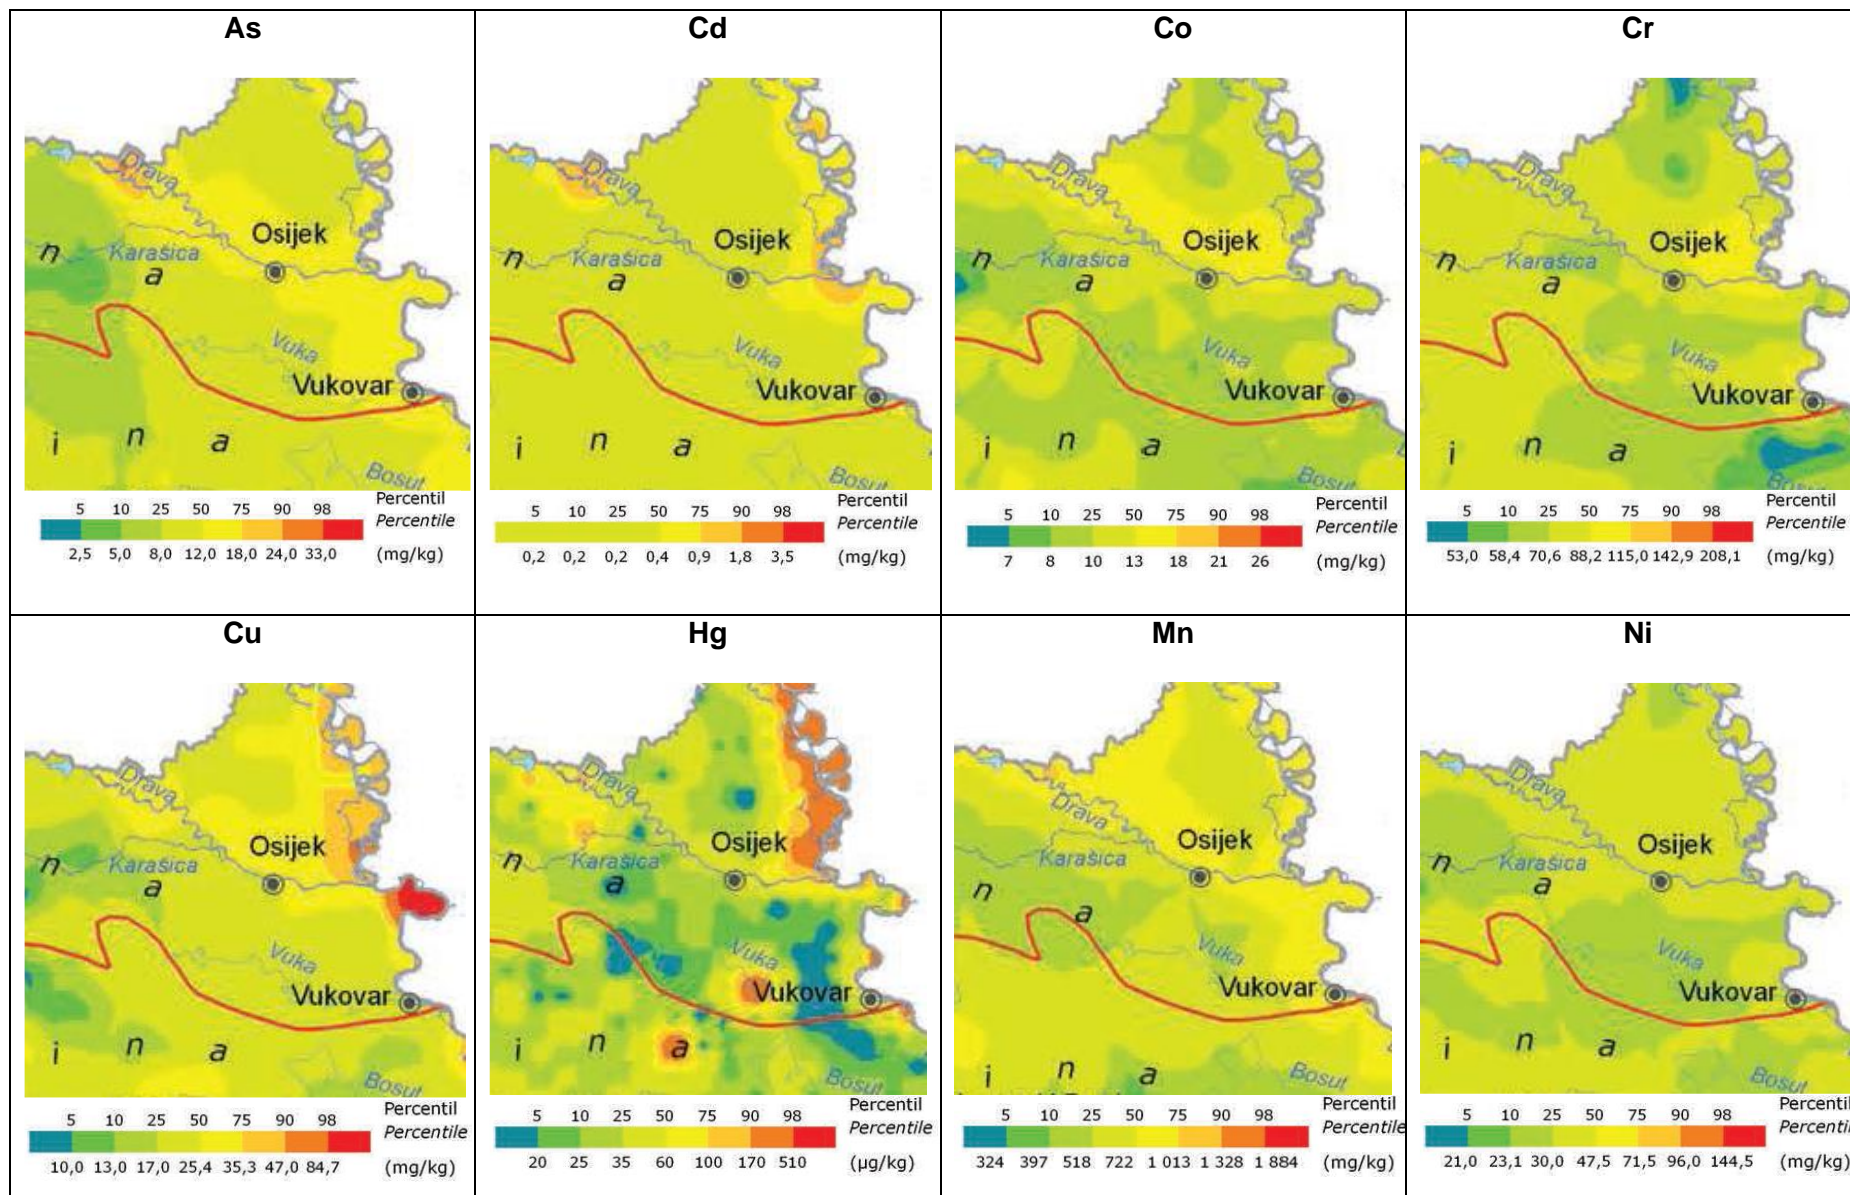 As
Drava
Osijek
Karašica
n
a
Vuka
Vukovar
i n a
Bosut
5 10 25 50 75 90 98 Percentil
Percentile
2,5 5,0 8,0 12,0 18,0 24,0 33,0 (mg/kg)
Cd
Drava
Osijek
Karašica
n
a
Vuka
Vukovar
i n a
Bosut
5 10 25 50 75 90 98 Percentil
Percentile
0,2 0,2 0,2 0,4 0,9 1,8 3,5 (mg/kg)
Co
Drava
Osijek
Karašica
n
a
Vuka
Vukovar
i n a
Bosut
5 10 25 50 75 90 98 Percentil
Percentile
7 8 10 13 18 21 26 (mg/kg)
Cr
Drava
Osijek
Karašica
n
a
Vuka
Vukovar
i n a
Bosut
5 10 25 50 75 90 98 Percentil
Percentile
53,0 58,4 70,6 88,2 115,0 142,9 208,1 (mg/kg)
Cu
Drava
Osijek
Karašica
n
a
Vuka
Vukovar
i n a
Bosut
5 10 25 50 75 90 98 Percentil
Percentile
10,0 13,0 17,0 25,4 35,3 47,0 84,7 (mg/kg)
Hg
Drava
Osijek
Karašica
n
a
Vuka
Vukovar
i n a
Bosut
5 10 25 50 75 90 98 Percentil
Percentile
20 25 35 60 100 170 510 (µg/kg)
Mn
Drava
Osijek
Karašica
n
a
Vuka
Vukovar
i n a
Bosut
5 10 25 50 75 90 98 Percentil
Percentile
324 397 518 722 1 013 1 328 1 884 (mg/kg)
Ni
Drava
Osijek
Karašica
n
a
Vuka
Vukovar
i n a
Bosut
5 10 25 50 75 90 98 Percentil
Percentile
21,0 23,1 30,0 47,5 71,5 96,0 144,5 (mg/kg)